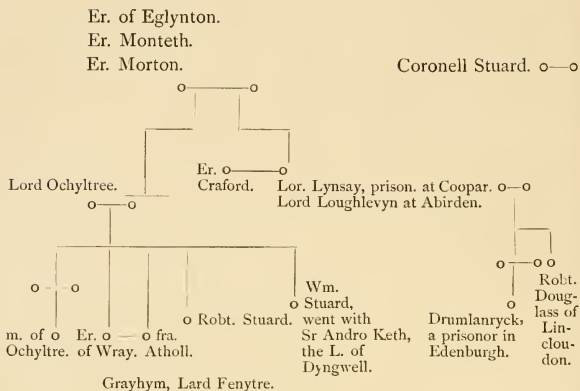 Er. of Eglynton.
Er. Monteth.
Er. Morton.
Coronell Stuard.
Lord Ochyltree.
Er.
Craford.
Lor. Lynsay, prison. at Coopar.
Lord Loughlevyn at Abirden.
m. of
Ochyltre.
Er.
of Wray.
fra.
Atholl.
Robt. Stuard.
Wm.
Stuard,
went with
Sr Andro Keth,
the L. of
Dyngwell.
Drumlanryck,
a prisonor in
Edenburgh.
Robt.
Doug-
lass of
Lin-
clou-
don.
Grayhym, Lard Fenytre.